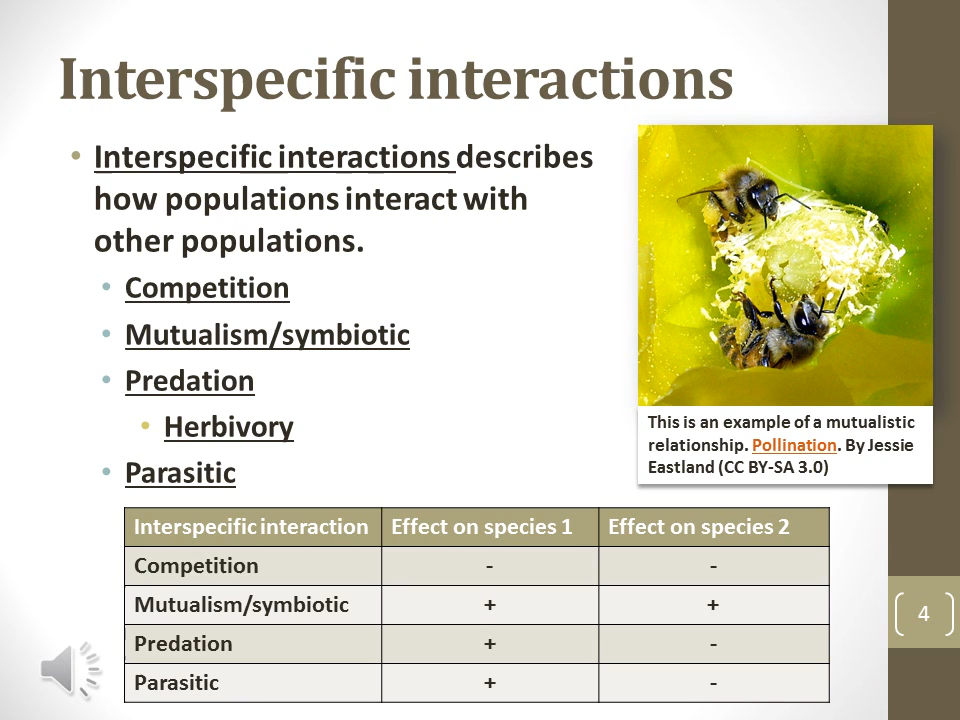 Interspecific interactions
• Interspecific interactions describes
how populations interact with
other populations.
• Competition
• Mutualism/symbiotic
• Predation
• Herbivory
• Parasitic
This is an example of a mutualistic
relationship. Pollination. By Jessie
Eastland (CC BY-SA 3.0)
Interspecific interaction Effect on species 1 Effect on species 2
Competition - -
Mutualism/symbiotic + +
Predation + -
Parasitic + -
4